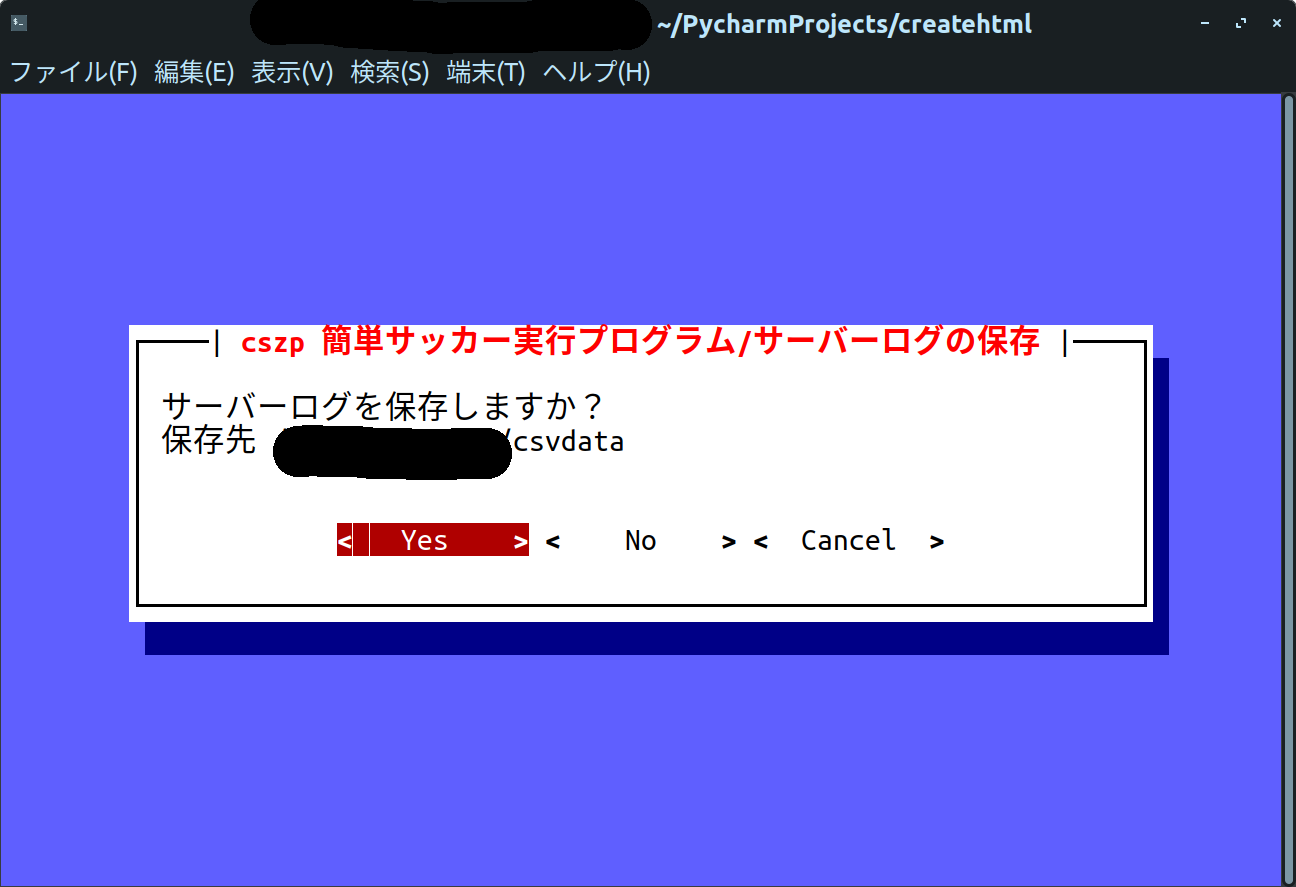 ~/PycharmProjects/createhtml
ファイル(F) 編集(E) 表示(V) 検索(S) 端末(T) ヘルプ(H)
| cszp 簡単サッカー実行プログラム/サーバーログの保存 |
サーバーログを保存しますか？
保存先 /csvdata
< Yes > < No > < Cancel >